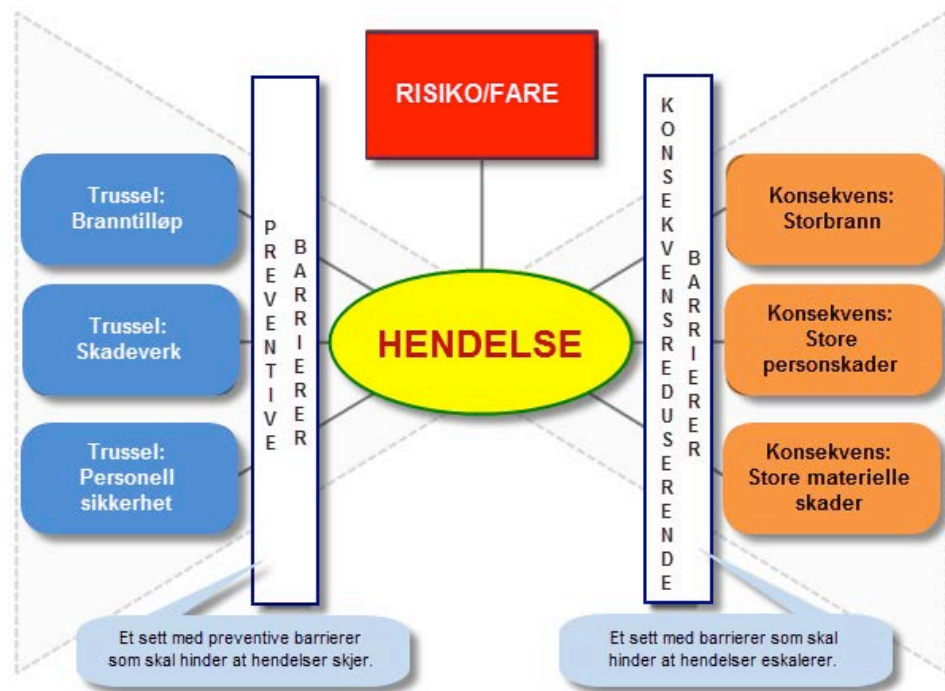 RISIKO/FARE
Trussel:
Branntilløp
Trussel:
Skadeverk
Trussel:
Personell
sikkerhet
PREVENTIVE
BARRIERER
HENDELSE
KONSEKVENSREDUSERENDE
BARRIERER
Konsekvens:
Storbrann
Konsekvens:
Store
personskader
Konsekvens:
Store materielle
skader
Et sett med preventive barrierer
som skal hinder at hendelser skjer.
Et sett med barrierer som skal
hinder at hendelser eskalerer.